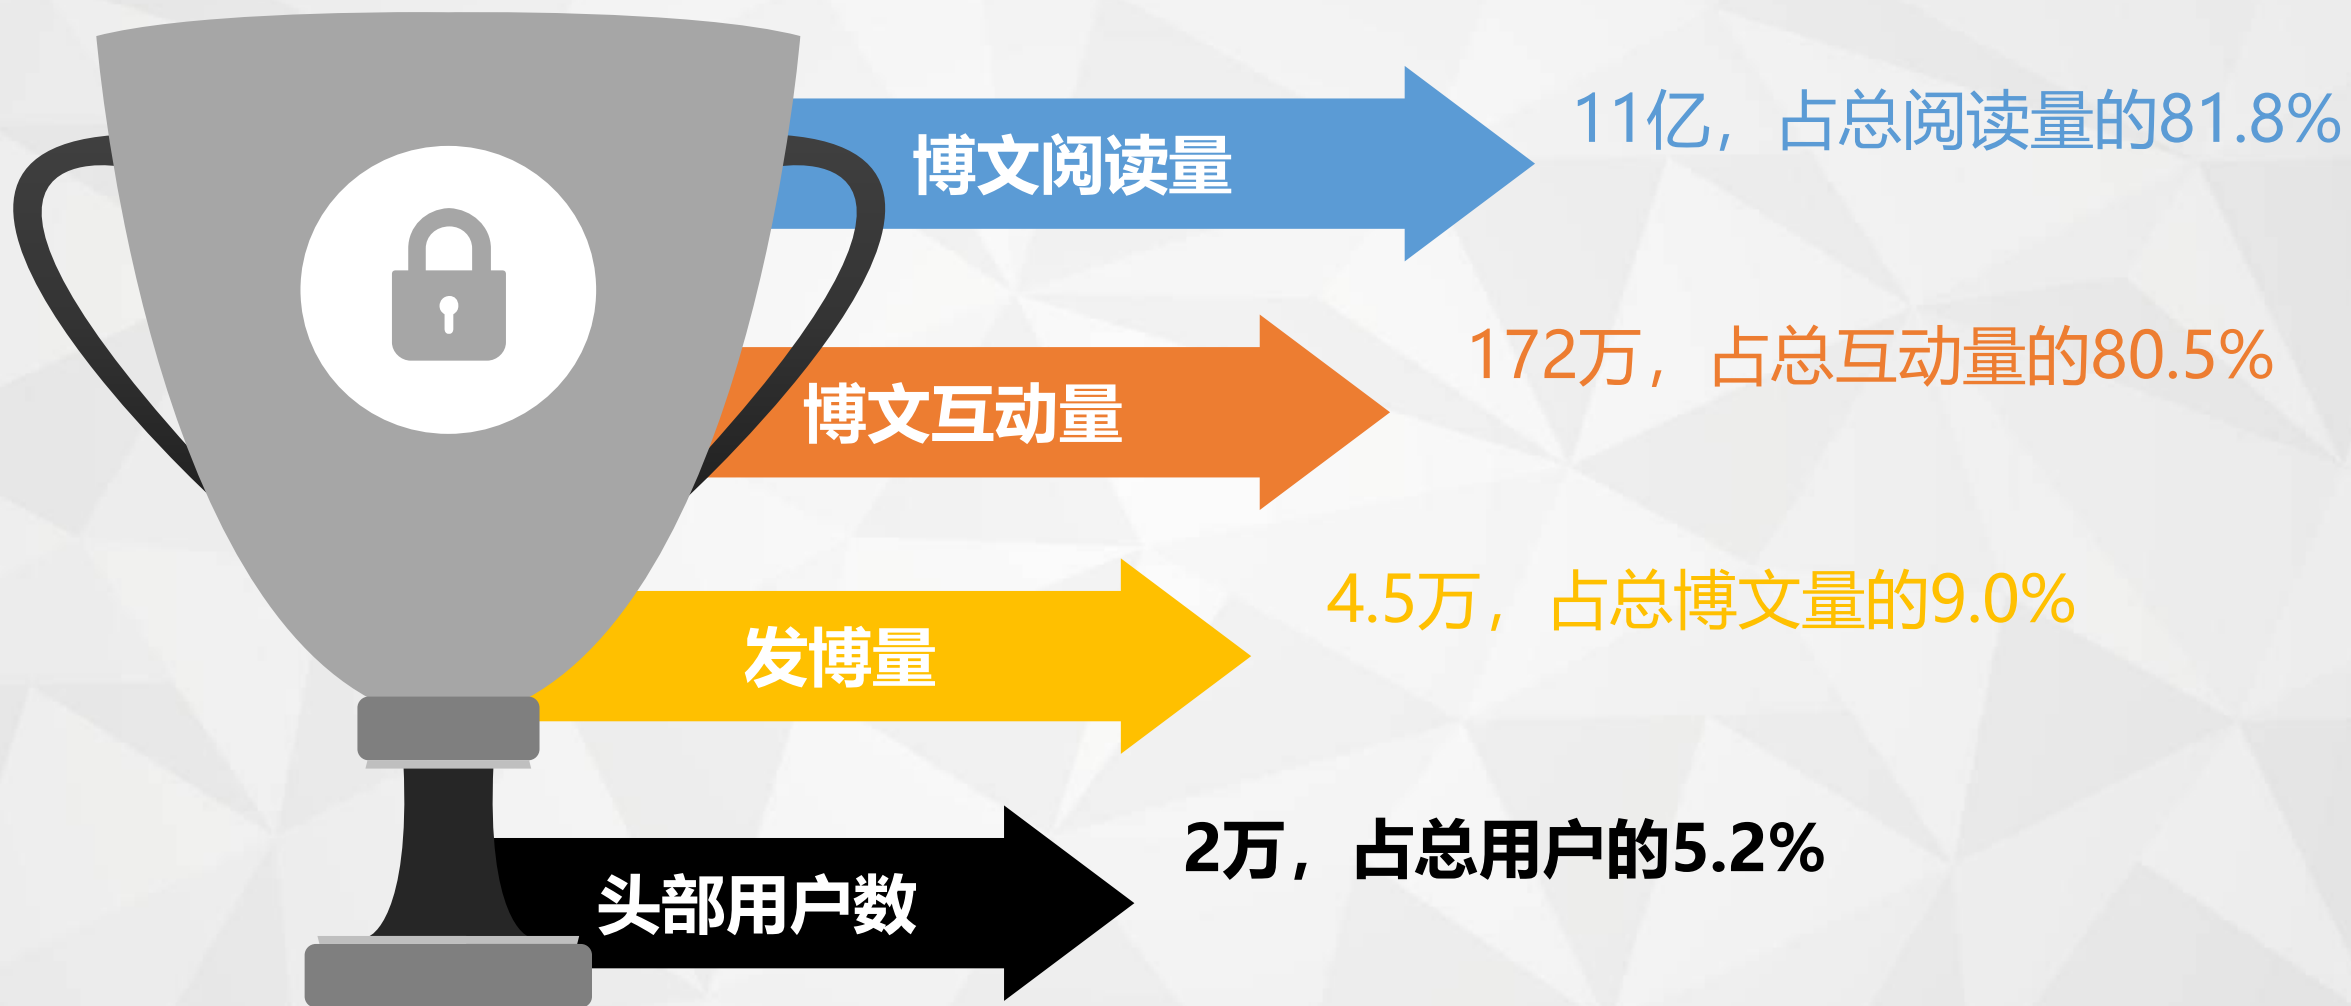 博文阅读量
11亿，占总阅读量的81.8%
博文互动量
172万，占总互动量的80.5%
发博量
4.5万，占总博文量的9.0%
头部用户数
2万，占总用户的5.2%